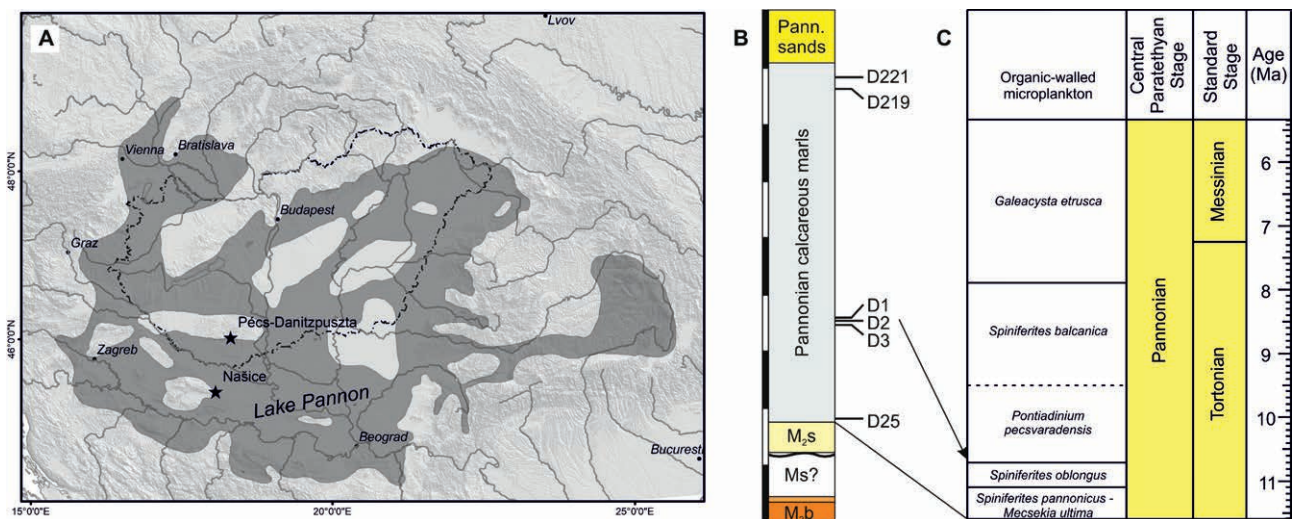 A
Lvov
Vienna
Bratislava
48°0'0"N
Budapest
Graz
Pécs-Danitzpuszta
46°0'0"N
Zagreb
Našice
Lake Pannon
Beograd
Bucuresti
15°0'0"E
20°0'0"E
25°0'0"E
B
Pann.
sands
D221
D219
Pannonian calcareous marls
D1
D2
D3
D25
M₂s
Ms?
M₂b
C
Organic-walled
microplankton
Central
Paratethyan
Stage
Standard
Stage
Age
(Ma)
Galeacysta etrusca
Spiniferites balcanica
Pontiadinium
pecsvaradensis
Spiniferites oblongus
Spiniferites pannonicus -
Mecsekia ultima
Pannonian
Messinian
Tortonian
6
7
8
9
10
11